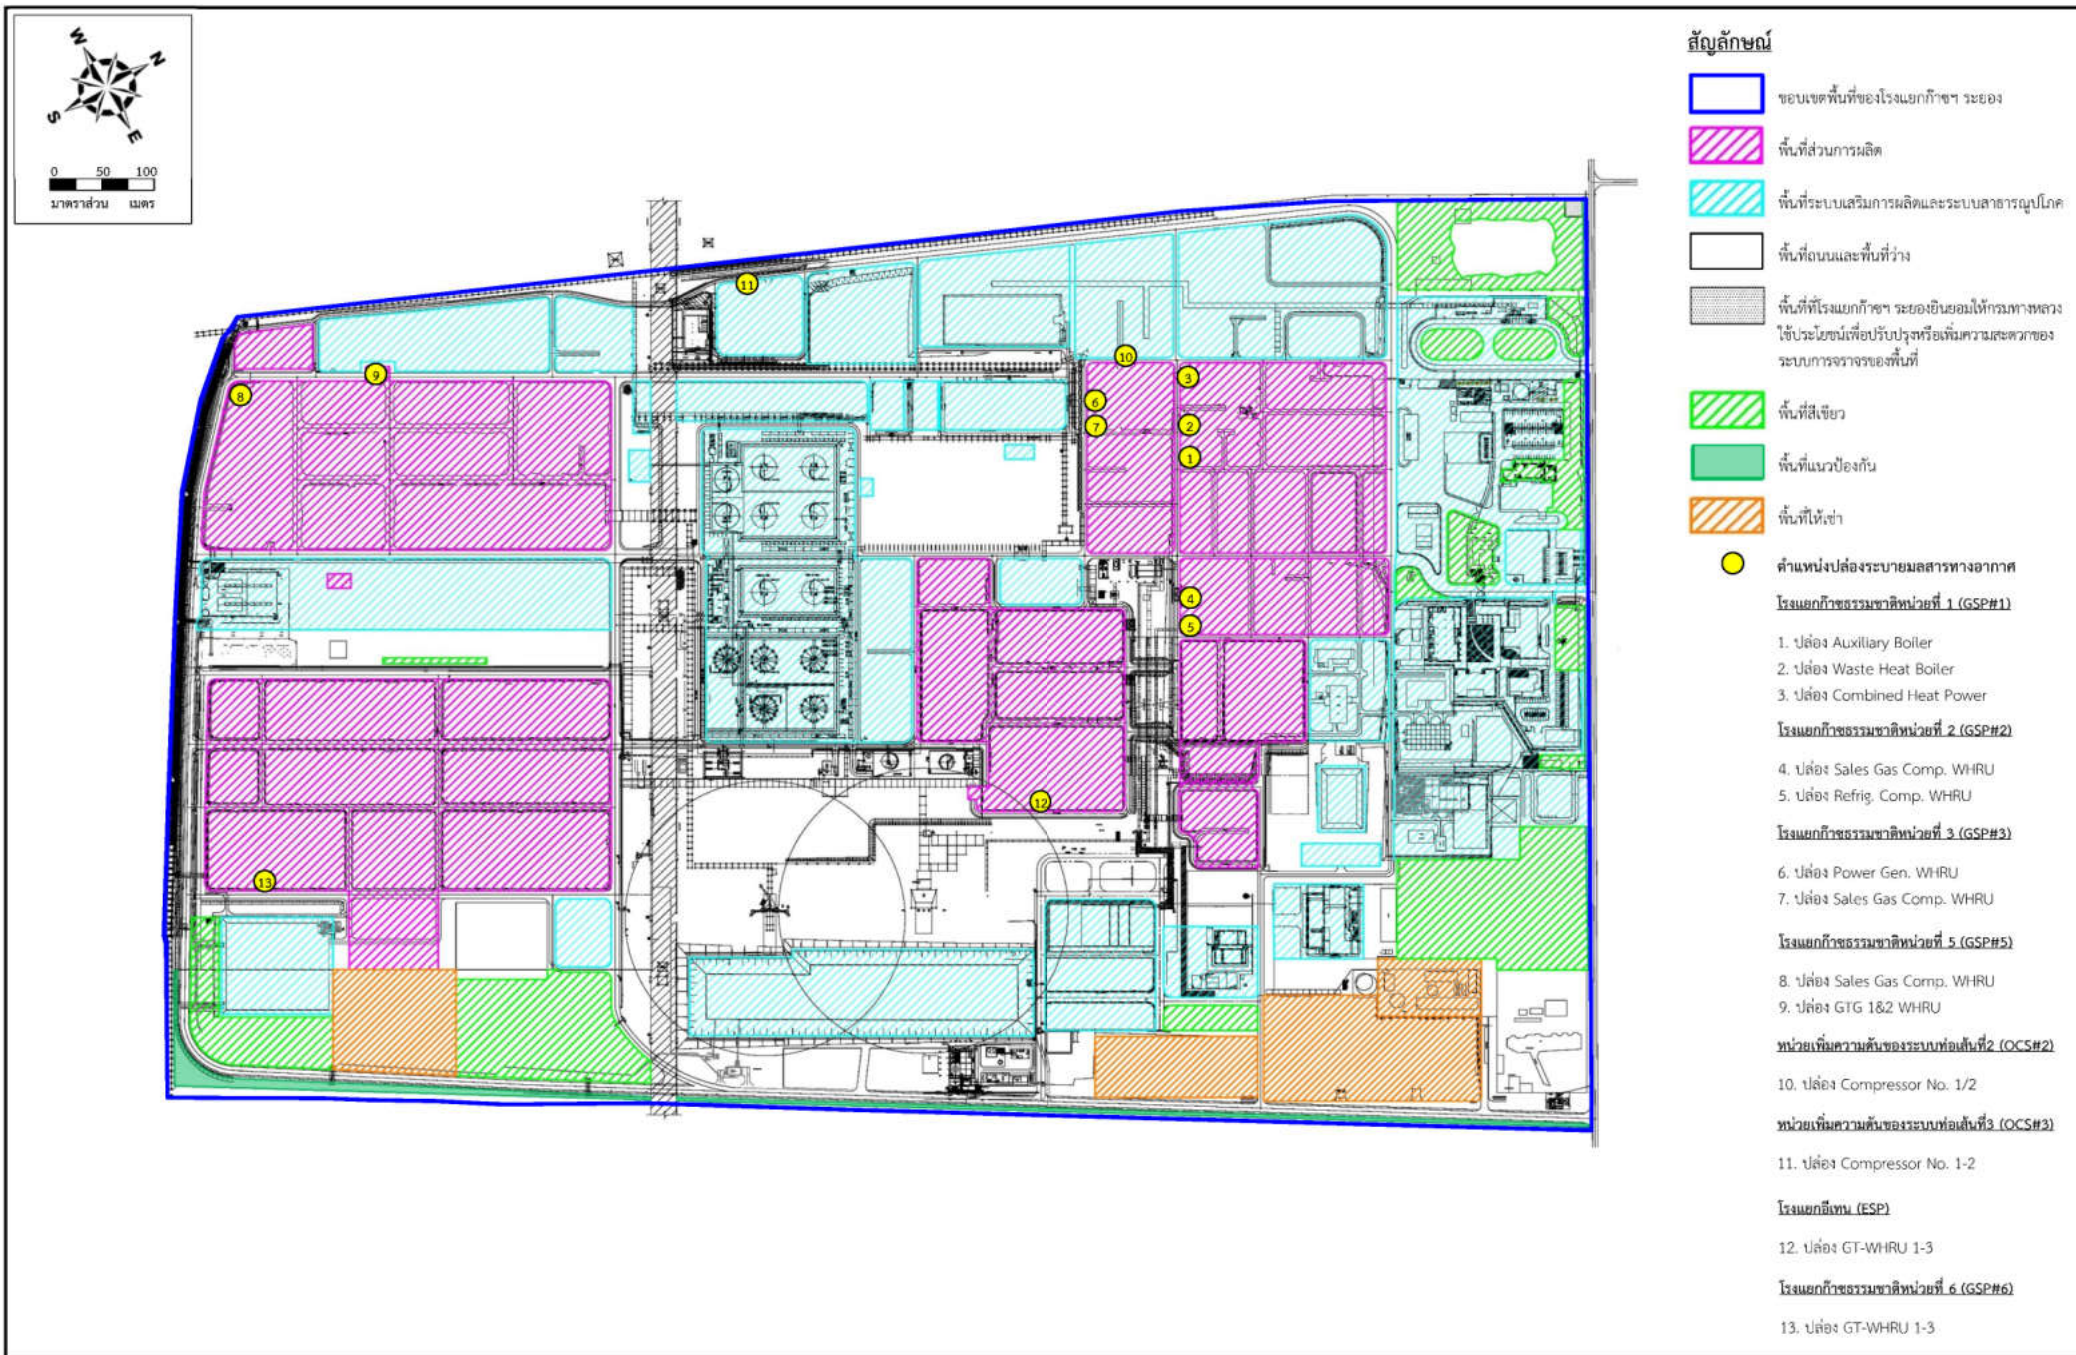 W
N
S
E
0 50 100
มาตราส่วน เมตร
สัญลักษณ์
ขอบเขตพื้นที่ของโรงแยกก๊าซฯ ระยอง
พื้นที่ส่วนการผลิต
พื้นที่ระบบเสริมการผลิตและระบบสาธารณูปโภค
พื้นที่ถนนและพื้นที่ว่าง
พื้นที่ที่โรงแยกก๊าซฯ ระยองยินยอมให้กรมทางหลวง
ใช้ประโยชน์เพื่อปรับปรุงหรือเพิ่มความสะดวกของ
ระบบการจราจรของพื้นที่
พื้นที่สีเขียว
พื้นที่แนวป้องกัน
พื้นที่ให้เช่า
ตำแหน่งปล่องระบายมลสารทางอากาศ
โรงแยกก๊าซธรรมชาติหน่วยที่ 1 (GSP#1)
1. ปล่อง Auxiliary Boiler
2. ปล่อง Waste Heat Boiler
3. ปล่อง Combined Heat Power
โรงแยกก๊าซธรรมชาติหน่วยที่ 2 (GSP#2)
4. ปล่อง Sales Gas Comp. WHRU
5. ปล่อง Refrig. Comp. WHRU
โรงแยกก๊าซธรรมชาติหน่วยที่ 3 (GSP#3)
6. ปล่อง Power Gen. WHRU
7. ปล่อง Sales Gas Comp. WHRU
โรงแยกก๊าซธรรมชาติหน่วยที่ 5 (GSP#5)
8. ปล่อง Sales Gas Comp. WHRU
9. ปล่อง GTG 1&2 WHRU
หน่วยเพิ่มความดันของระบบท่อเส้นที่2 (OCS#2)
10. ปล่อง Compressor No. 1/2
หน่วยเพิ่มความดันของระบบท่อเส้นที่3 (OCS#3)
11. ปล่อง Compressor No. 1-2
โรงแยกอีเทน (ESP)
12. ปล่อง GT-WHRU 1-3
โรงแยกก๊าซธรรมชาติหน่วยที่ 6 (GSP#6)
13. ปล่อง GT-WHRU 1-3
11
10
9
3
8
6
7
2
1
4
5
12
13